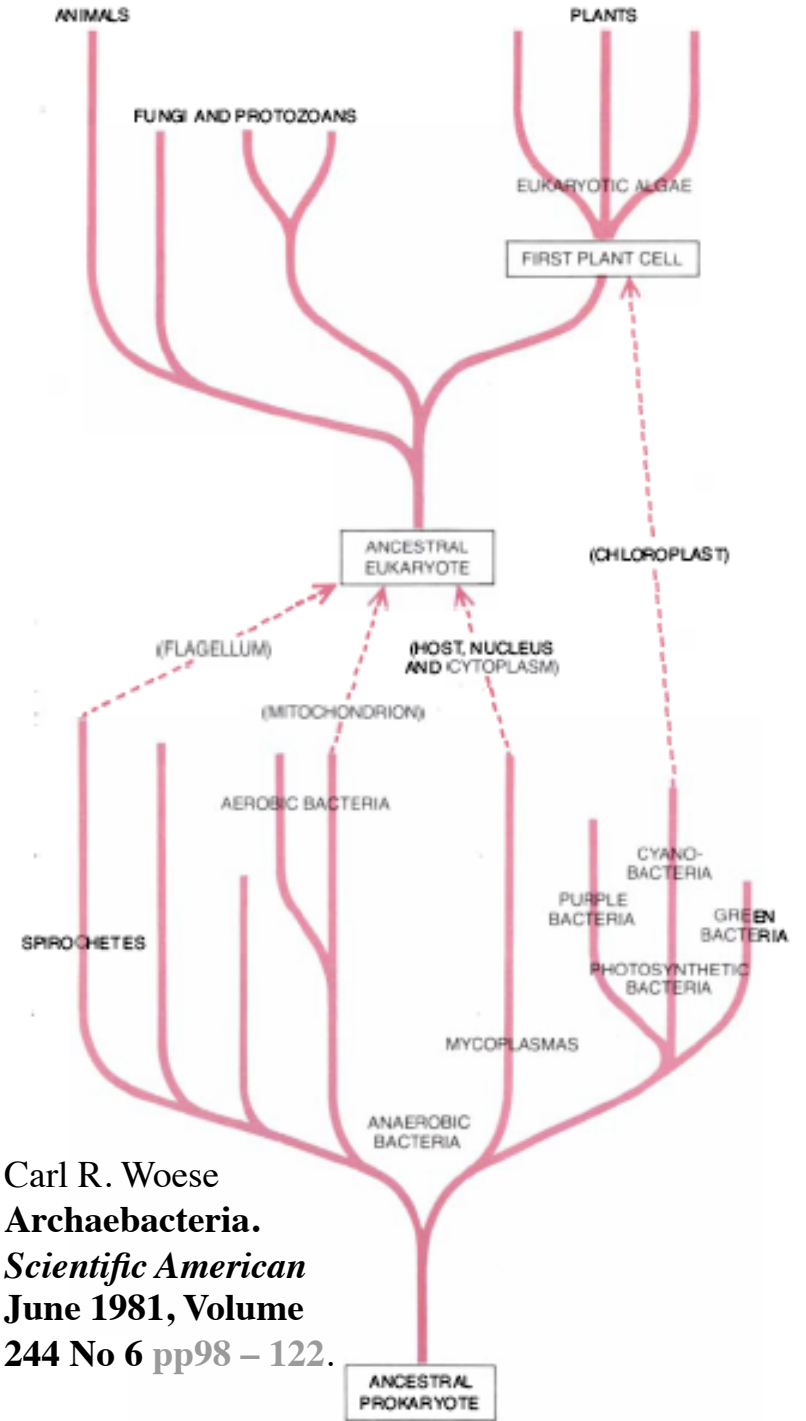 ANIMALS
PLANTS
FUNGI AND PROTOZOANS
EUKARYOTIC ALGAE
FIRST PLANT CELL
ANCESTRAL
EUKARYOTE
(CHLOROPLAST)
(FLAGELLUM)
(HOST, NUCLEUS
AND CYTOPLASM)
(MITOCHONDRION)
AEROBIC BACTERIA
CYANO-
BACTERIA
PURPLE
BACTERIA
GREEN
BACTERIA
SPIROCHETES
PHOTOSYNTHETIC
BACTERIA
MYCOPLASMAS
ANAEROBIC
BACTERIA
Carl R. Woese
Archaebacteria.
Scientific American
June 1981, Volume
244 No 6 pp98 – 122.
ANCESTRAL
PROKARYOTE